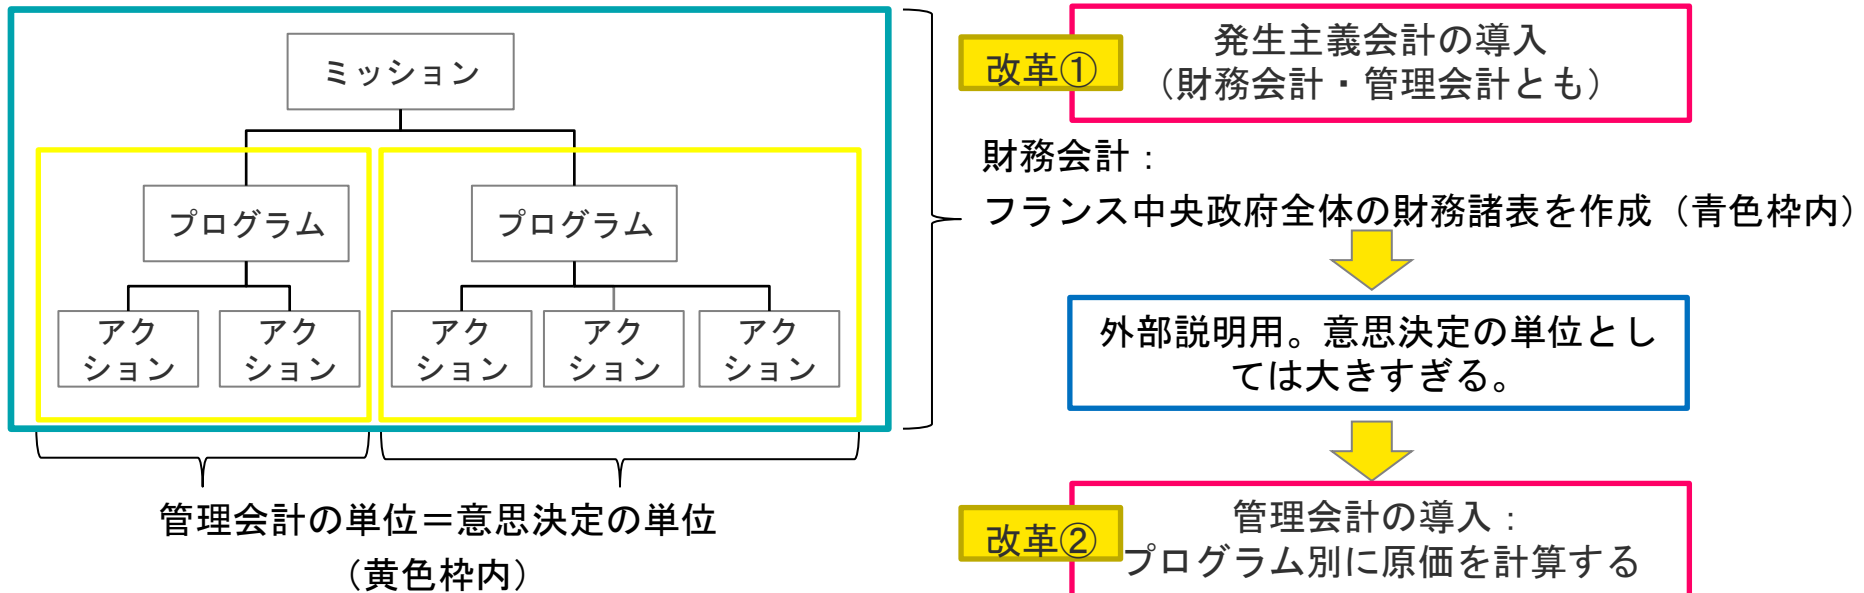 ミッション
プログラム
プログラム
アク
ション
アク
ション
アク
ション
アク
ション
アク
ション
管理会計の単位＝意思決定の単位
（黄色枠内）
改革①
発生主義会計の導入
（財務会計・管理会計とも）
財務会計：
フランス中央政府全体の財務諸表を作成（青色枠内）
外部説明用。意思決定の単位とし
ては大きすぎる。
改革②
管理会計の導入：
プログラム別に原価を計算する